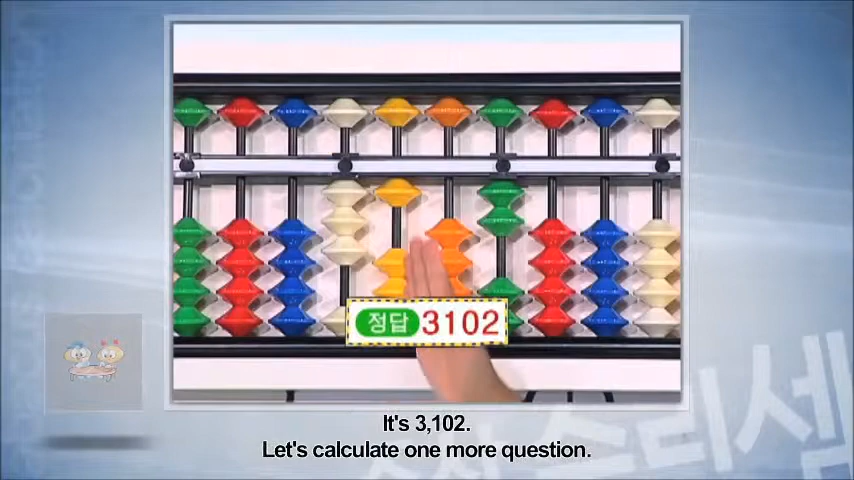 정답 3102
It's 3,102.
Let's calculate one more question.